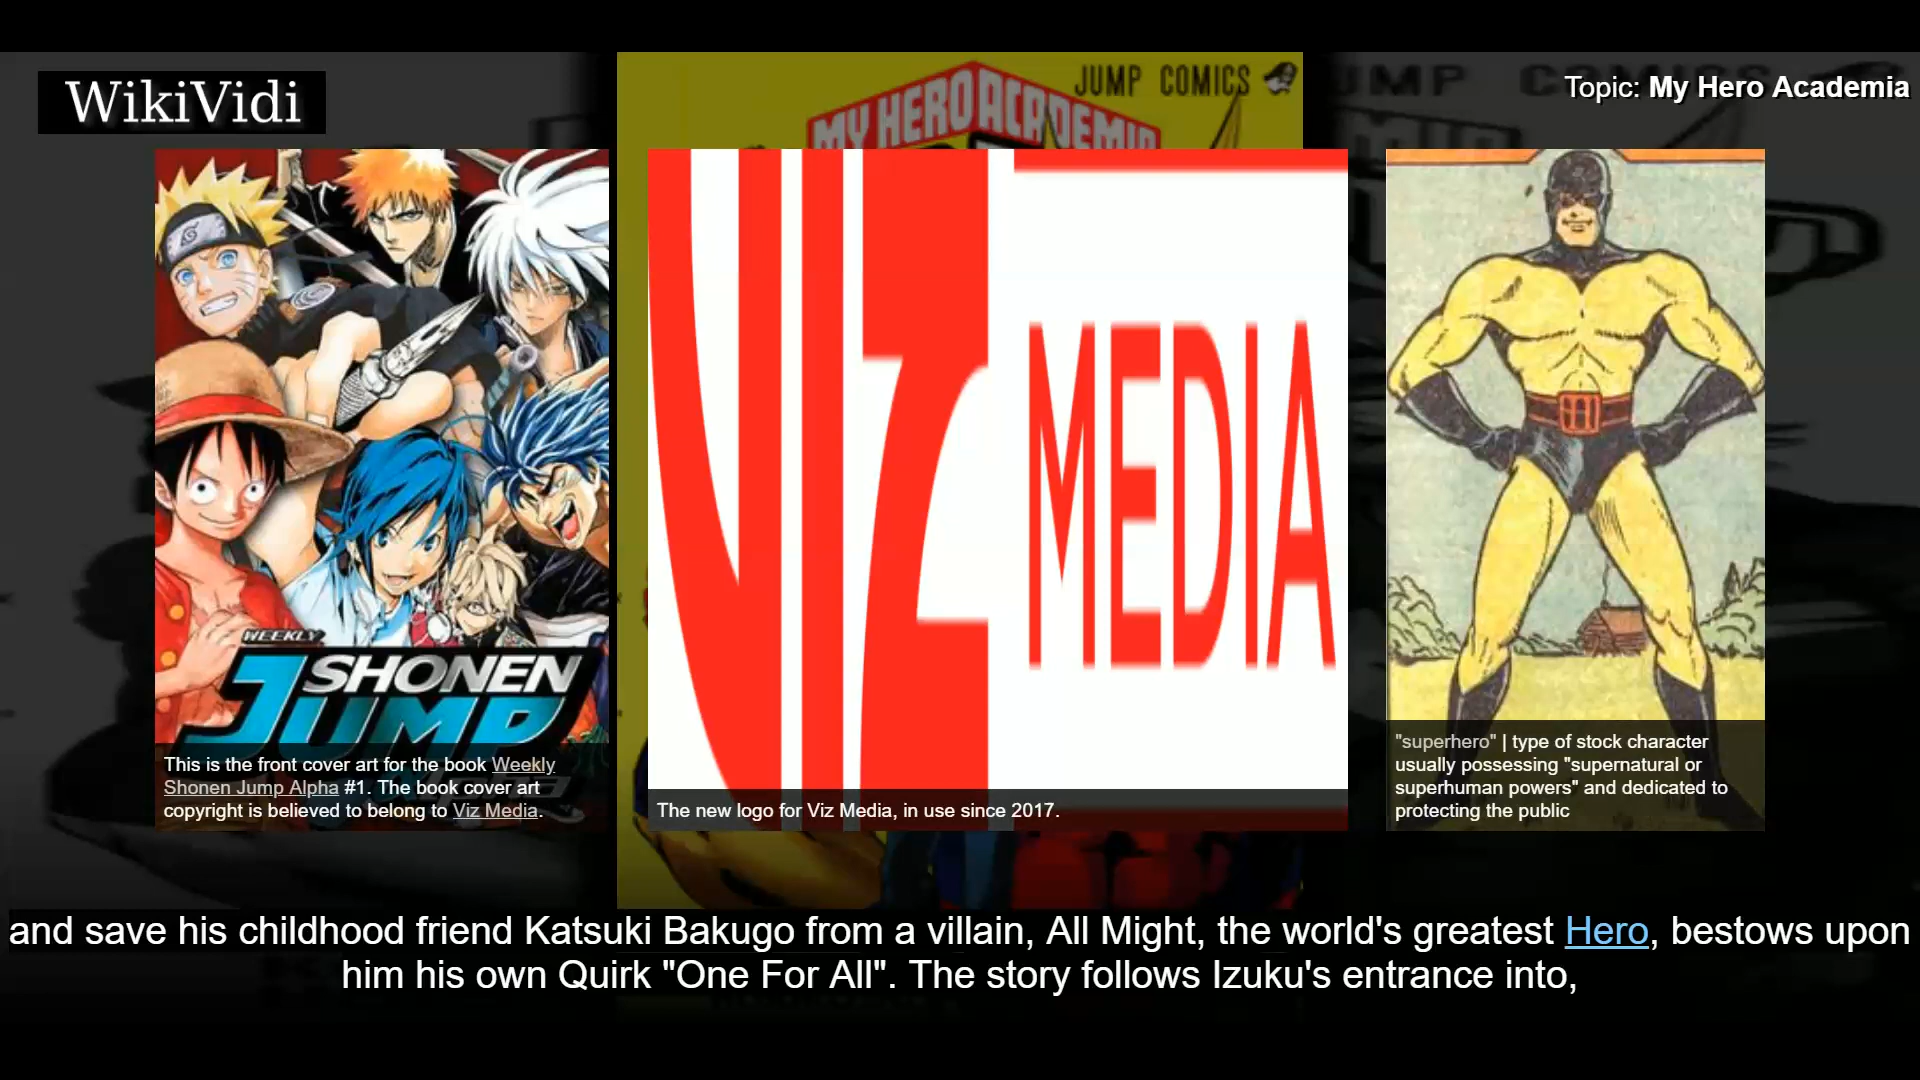 JUMP COMICS
WikiVidi
Topic: My Hero Academia
MY HERO ACADEMIA
VIZ
MEDIA
WEEKLY
SHONEN
JUMP
This is the front cover art for the book Weekly
Shonen Jump Alpha #1. The book cover art
copyright is believed to belong to Viz Media.
The new logo for Viz Media, in use since 2017.
"superhero" | type of stock character
usually possessing "supernatural or
superhuman powers" and dedicated to
protecting the public
and save his childhood friend Katsuki Bakugo from a villain, All Might, the world's greatest Hero, bestows upon
him his own Quirk "One For All". The story follows Izuku's entrance into,